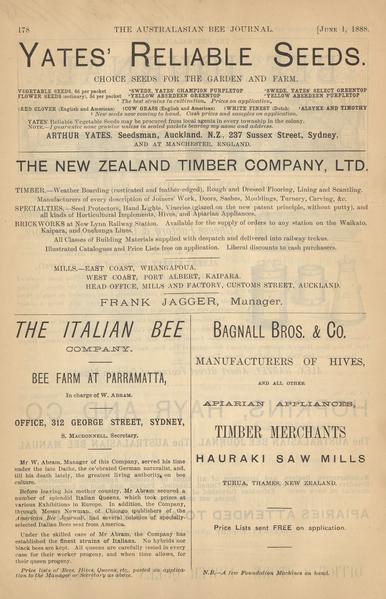 178 THE AUSTRALASIAN BEE JOURNAL. [JUNE 1, 1888.
YATES' RELIABLE SEEDS.
CHOICE SEEDS FOR THE GARDEN AND FARM.
VEGETABLE SEEDS, 6d per packet *SWEDE, YATES' CHAMPION PURPLETOP *SWEDE, YATES' SELECT GREENTOP
FLOWER SEEDS (ordinary), 3d per packet *YELLOW ABERDEEN GREENTOP *YELLOW ABERDEEN PURPLETOP
*The best strains in cultivation. Prices on application,
†RED CLOVER (English and American) †COW GRASS (English and American) †WHITE FINEST (Dutch) †ALSYKE AND TIMOTHY
† New seeds now coming to hand. Cash prices and samples on application.
YATES' Reliable Vegetable Seeds may be procured from local agents in every township in the colony.
NOTE.—I guarantee none genuine unless in sealed packets bearing my name and address.
ARTHUR YATES, Seedsman, Auckland, N.Z., 237 Sussex Street, Sydney.
AND AT MANCHESTER, ENGLAND.
THE NEW ZEALAND TIMBER COMPANY, LTD.
TIMBER.—Weather Boarding (rusticated and feather-edged), Rough and Dressed Flooring, Lining and Scantling.
Manufacturers of every description of Joiners' Work, Doors, Sashes, Mouldings, Turnery, Carving, &c.
SPECIALTIES.—Seed Protectors, Hand Lights, Vineries (glazed on the new patent principle, without putty), and
all kinds of Horticultural Implements, Hives, and Apiarian Appliances.
BRICKWORKS at New Lynn Railway Station. Available for the supply of orders to any station on the Waikato,
Kaipara, and Onehunga Lines.
All Classes of Building Materials supplied with despatch and delivered into railway trucks.
Illustrated Catalogues and Price Lists free on application. Liberal discounts to cash purchasers.
MILLS.—EAST COAST, WHANGAPOUA.
WEST COAST, PORT ALBERT, KAIPARA.
HEAD OFFICE, MILLS AND FACTORY, CUSTOMS STREET, AUCKLAND.
FRANK JAGGER, Manager.
THE ITALIAN BEE
COMPANY.
BEE FARM AT PARRAMATTA,
In charge of W. ABRAM.
OFFICE, 312 GEORGE STREET, SYDNEY,
S. MACDONNELL, Secretary.
Mr W. Abram, Manager of this Company, served his time
under the late Dathe, the celebrated German naturalist, and,
till his death lately, the greatest living authority on bee
culture.
Before leaving his mother country, Mr Abram secured a
number of splendid Italian Queens, which took prizes at
various Exhibitions in Europe. In addition, the Company,
through Messrs Newman, of Chicago (publishers of the
American Bee Journal), had several colonies of specially-
selected Italian Bees sent from America.
Under the skilled care of Mr Abram, the Company has
established the finest strains of Italians. No hybrids nor
black bees are kept. All queens are carefully tested in every
case for their worker progeny, and when time allows, for
their queen progeny.
Price lists of Bees, Hives, Queens, etc., posted on applica-
tion to the Manager or Secretary as above.
BAGNALL BROS. & CO.
MANUFACTURERS OF HIVES,
AND ALL OTHER
APIARIAN APPLIANCES,
TIMBER MERCHANTS
HAURAKI SAW MILLS
TURUA, THAMES, NEW ZEALAND.
Price Lists sent FREE on application.
N.B.—A few Foundation Machines on hand.